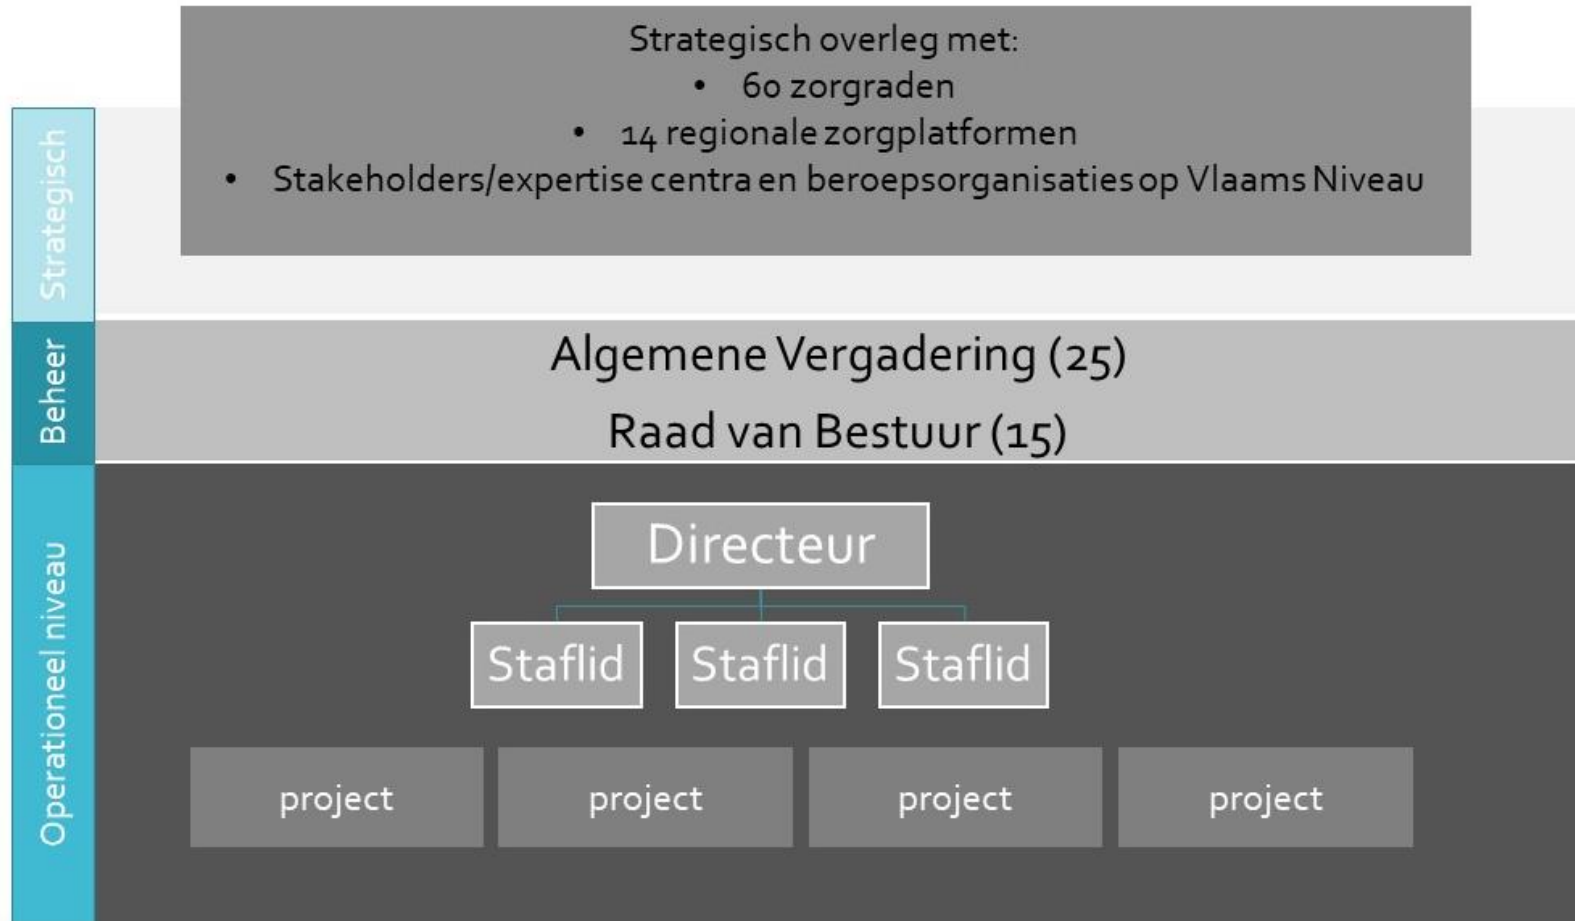 Strategisch overleg met:
• 60 zorgraden
• 14 regionale zorgplatformen
• Stakeholders/expertise centra en beroepsorganisaties op Vlaams Niveau
Strategisch
Algemene Vergadering (25)
Raad van Bestuur (15)
Beheer
Directeur
Staflid Staflid Staflid
project project project project
Operationeel niveau